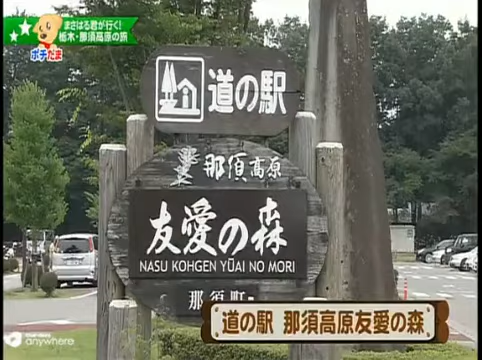 まさはる君が行く!
栃木・那須高原の旅
ポチたま
道の駅
那須高原
友愛の森
NASU KOHGEN YŪAI NO MORI
那須町
道の駅 那須高原友愛の森
anywhere